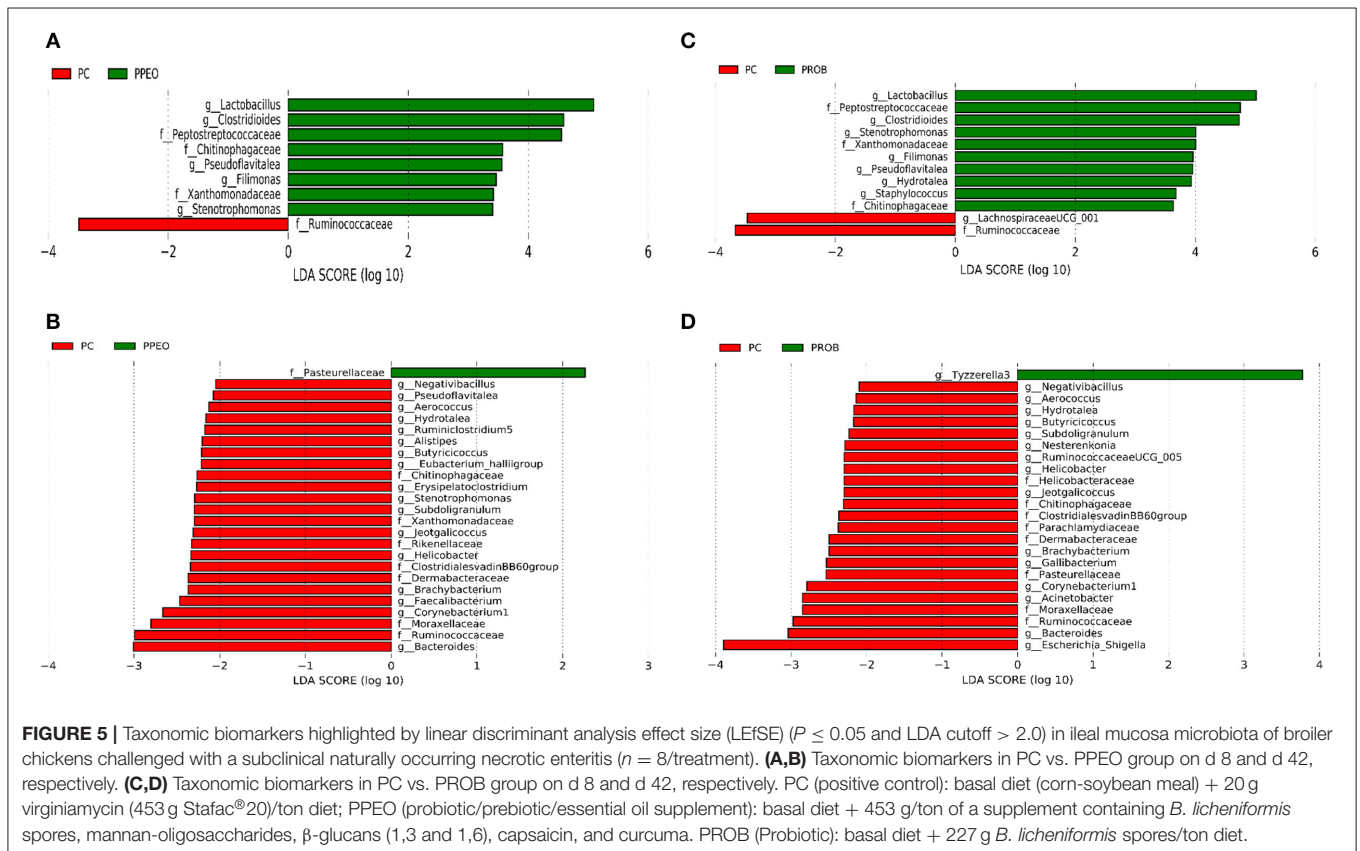 A
PC
PPEO
g__Lactobacillus
g__Clostridioides
f__Peptostreptococcaceae
f__Chitinophagaceae
g__Pseudoflavitalea
g__Filimonas
f__Xanthomonadaceae
g__Stenotrophomonas
f__Ruminococcaceae
−4 −2 0 2 4 6
LDA SCORE (log 10)
C
PC
PROB
g__Lactobacillus
f__Peptostreptococcaceae
g__Clostridioides
g__Stenotrophomonas
f__Xanthomonadaceae
g__Filimonas
g__Pseudoflavitalea
g__Hydrotalea
g__Staphylococcus
f__Chitinophagaceae
g__LachnospiraceaeUCG_001
f__Ruminococcaceae
−4 −2 0 2 4 6
LDA SCORE (log 10)
B
PC
PPEO
f__Pasteurellaceae
g__Negativibacillus
g__Pseudoflavitalea
g__Aerococcus
g__Hydrotalea
g__Ruminiclostridium5
g__Alistipes
g__Butyricicoccus
g___Eubacterium_halliigroup
f__Chitinophagaceae
g__Erysipelatoclostridium
g__Stenotrophomonas
g__Subdoligranulum
f__Xanthomonadaceae
g__Jeotgalicoccus
f__Rikenellaceae
g__Helicobacter
f__ClostridialesvadinBB60group
f__Dermabacteraceae
g__Brachybacterium
g__Faecalibacterium
g__Corynebacterium1
f__Moraxellaceae
f__Ruminococcaceae
g__Bacteroides
−4 −3 −2 −1 0 1 2 3
LDA SCORE (log 10)
D
PC
PROB
g__Tyzzerella3
g__Negativibacillus
g__Aerococcus
g__Hydrotalea
g__Butyricicoccus
g__Subdoligranulum
g__Nesterenkonia
g__RuminococcaceaeUCG_005
g__Helicobacter
f__Helicobacteraceae
g__Jeotgalicoccus
f__Chitinophagaceae
f__ClostridialesvadinBB60group
f__Parachlamydiaceae
f__Dermabacteraceae
g__Brachybacterium
g__Gallibacterium
f__Pasteurellaceae
g__Corynebacterium1
g__Acinetobacter
f__Moraxellaceae
f__Ruminococcaceae
g__Bacteroides
g__Escherichia_Shigella
−4 −3 −2 −1 0 1 2 3 4
LDA SCORE (log 10)
FIGURE 5 | Taxonomic biomarkers highlighted by linear discriminant analysis effect size (LEfSE) (P ≤ 0.05 and LDA cutoff > 2.0) in ileal mucosa microbiota of broiler
chickens challenged with a subclinical naturally occurring necrotic enteritis (n = 8/treatment). (A,B) Taxonomic biomarkers in PC vs. PPEO group on d 8 and d 42,
respectively. (C,D) Taxonomic biomarkers in PC vs. PROB group on d 8 and d 42, respectively. PC (positive control): basal diet (corn-soybean meal) + 20 g
virginiamycin (453 g Stafac®20)/ton diet; PPEO (probiotic/prebiotic/essential oil supplement): basal diet + 453 g/ton of a supplement containing B. licheniformis
spores, mannan-oligosaccharides, β-glucans (1,3 and 1,6), capsaicin, and curcuma. PROB (Probiotic): basal diet + 227 g B. licheniformis spores/ton diet.